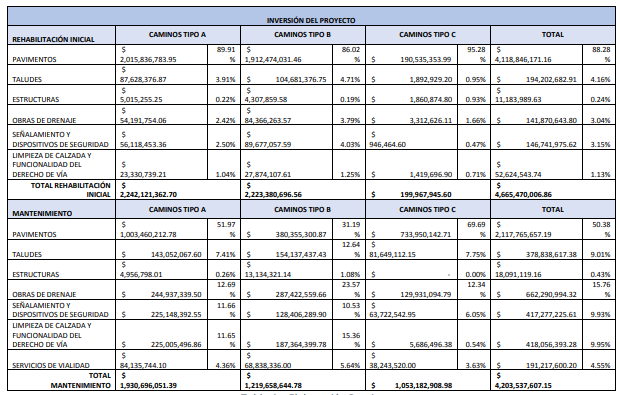 INVERSIÓN DEL PROYECTO
REHABILITACIÓN INICIAL CAMINOS TIPO A CAMINOS TIPO B CAMINOS TIPO C TOTAL
PAVIMENTOS $ 2,015,836,783.95 89.91 % $ 1,912,474,031.46 86.02 % $ 190,535,353.99 95.28 % $ 4,118,846,171.16 88.28 %
TALUDES $ 87,628,376.87 3.91% $ 104,681,376.75 4.71% $ 1,892,929.20 0.95% $ 194,202,682.91 4.16%
ESTRUCTURAS $ 5,015,255.25 0.22% $ 4,307,859.58 0.19% $ 1,860,874.80 0.93% $ 11,183,989.63 0.24%
OBRAS DE DRENAJE $ 54,191,754.06 2.42% $ 84,366,263.57 3.79% $ 3,312,626.11 1.66% $ 141,870,643.80 3.04%
SEÑALAMIENTO Y
DISPOSITIVOS DE SEGURIDAD $ 56,118,453.36 2.50% $ 89,677,057.59 4.03% $ 946,464.60 0.47% $ 146,741,975.62 3.15%
LIMPIEZA DE CALZADA Y
FUNCIONALIDAD DEL
DERECHO DE VÍA $ 23,330,739.21 1.04% $ 27,874,107.61 1.25% $ 1,419,696.90 0.71% $ 52,624,543.74 1.13%
TOTAL REHABILITACIÓN
INICIAL $ 2,242,121,362.70 $ 2,223,380,696.56 $ 199,967,945.60 $ 4,665,470,006.86
MANTENIMIENTO CAMINOS TIPO A CAMINOS TIPO B CAMINOS TIPO C TOTAL
PAVIMENTOS $ 1,003,460,212.78 51.97 % $ 380,355,300.87 31.19 % $ 733,950,142.71 69.69 % $ 2,117,765,657.19 50.38 %
TALUDES $ 143,052,067.60 7.41% $ 154,137,437.43 12.64 % $ 81,649,112.15 7.75% $ 378,838,617.38 9.01%
ESTRUCTURAS $ 4,956,798.01 0.26% $ 13,134,321.14 1.08% $ - 0.00% $ 18,091,119.16 0.43%
OBRAS DE DRENAJE $ 244,937,339.50 12.69 % $ 287,422,559.66 23.57 % $ 129,931,094.79 12.34 % $ 662,290,994.32 15.76 %
SEÑALAMIENTO Y
DISPOSITIVOS DE SEGURIDAD $ 225,148,392.55 11.66 % $ 128,406,289.90 10.53 % $ 63,722,542.95 6.05% $ 417,277,225.61 9.93%
LIMPIEZA DE CALZADA Y
FUNCIONALIDAD DEL
DERECHO DE VÍA $ 225,005,496.86 11.65 % $ 187,364,399.78 15.36 % $ 5,686,496.38 0.54% $ 418,056,393.28 9.95%
SERVICIOS DE VIALIDAD $ 84,135,744.10 4.36% $ 68,838,336.00 5.64% $ 38,243,520.00 3.63% $ 191,217,600.20 4.55%
TOTAL
MANTENIMIENTO $ 1,930,696,051.39 $ 1,219,658,644.78 $ 1,053,182,908.98 $ 4,203,537,607.15